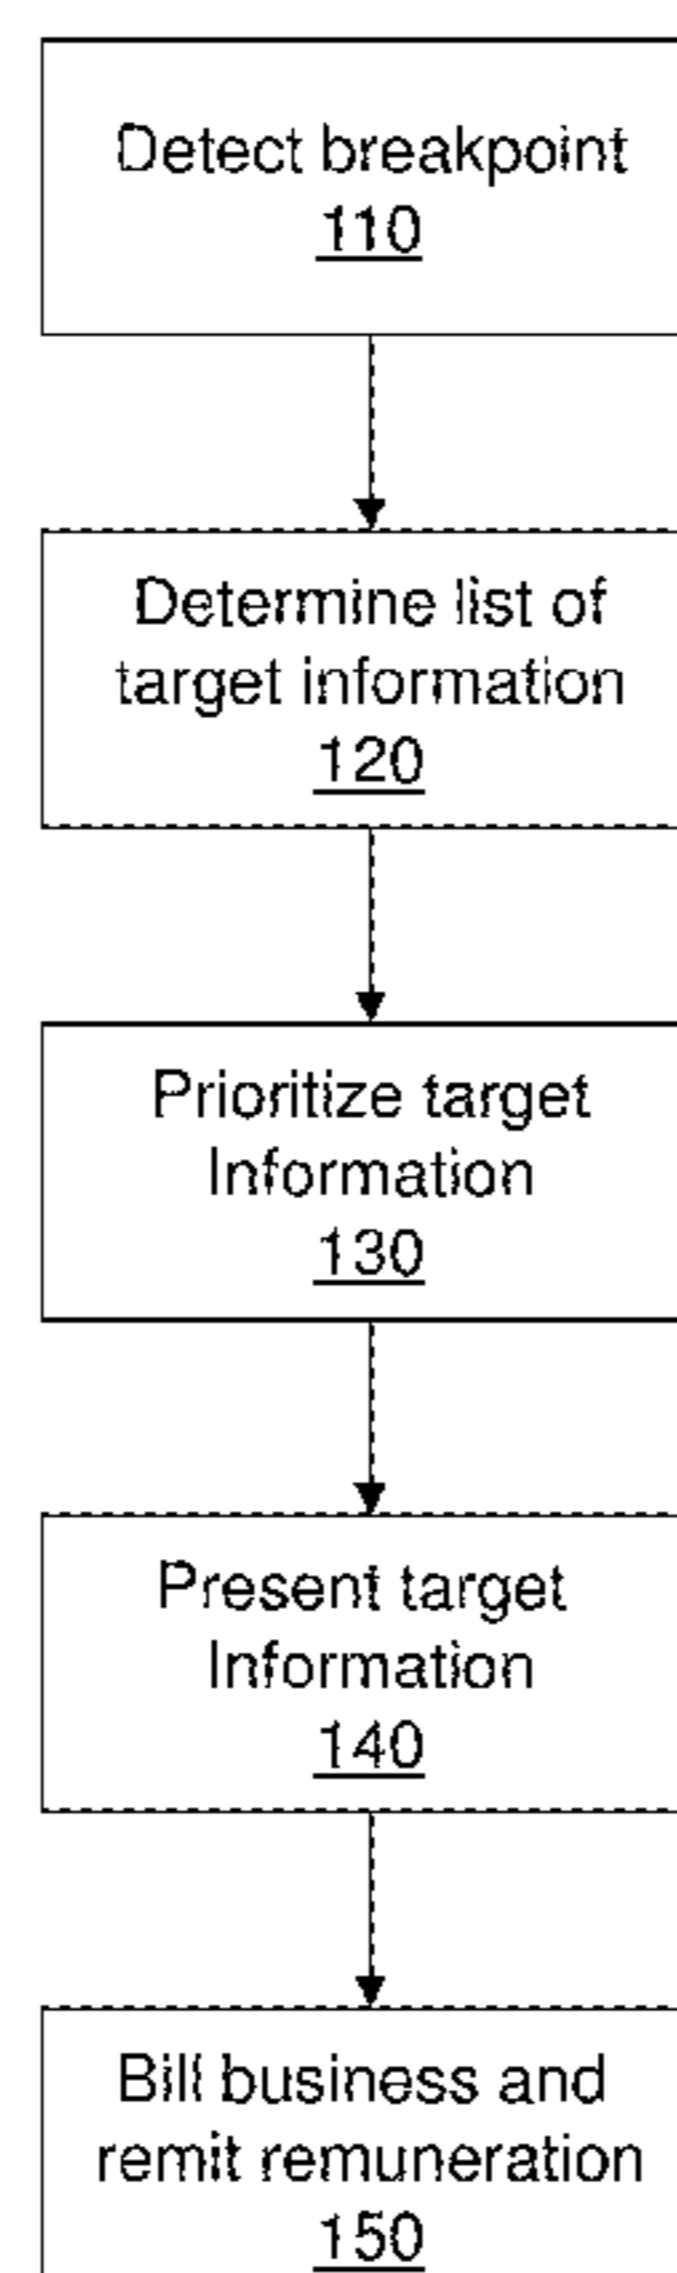 Detect breakpoint
110
Determine list of
target information
120
Prioritize target
Information
130
Present target
Information
140
Bill business and
remit remuneration
150